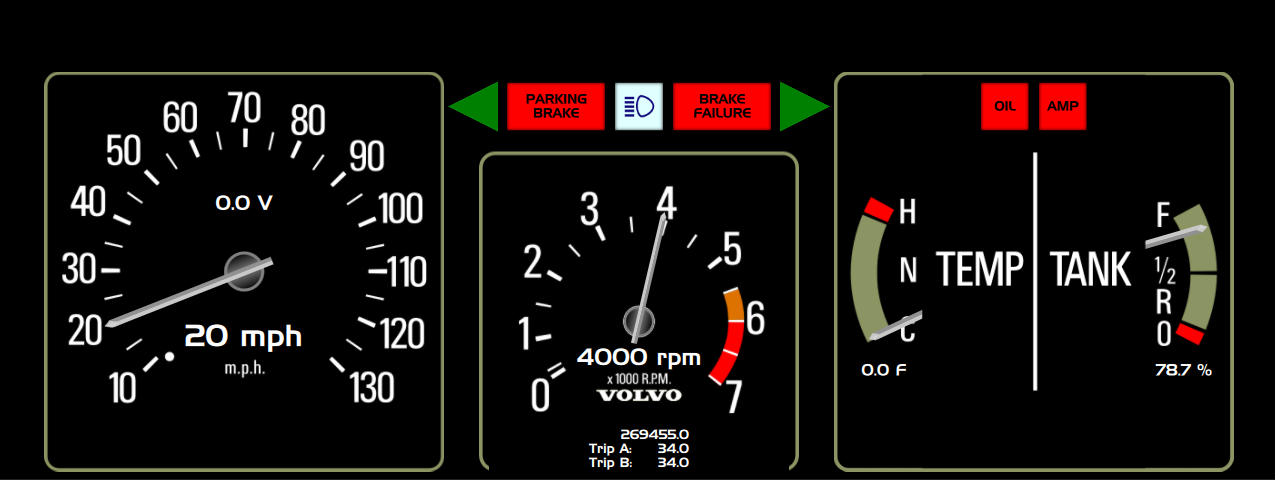 10
20
30
40
50
60
70
80
90
100
110
120
130
0.0 V
20 mph
m.p.h.
PARKING
BRAKE
BRAKE
FAILURE
0
1
2
3
4
5
6
7
4000 rpm
x 1000 R.P.M.
VOLVO
269455.0
Trip A: 34.0
Trip B: 34.0
OIL
AMP
H
N
C
TEMP
0.0 F
TANK
F
1/2
R
0
78.7 %